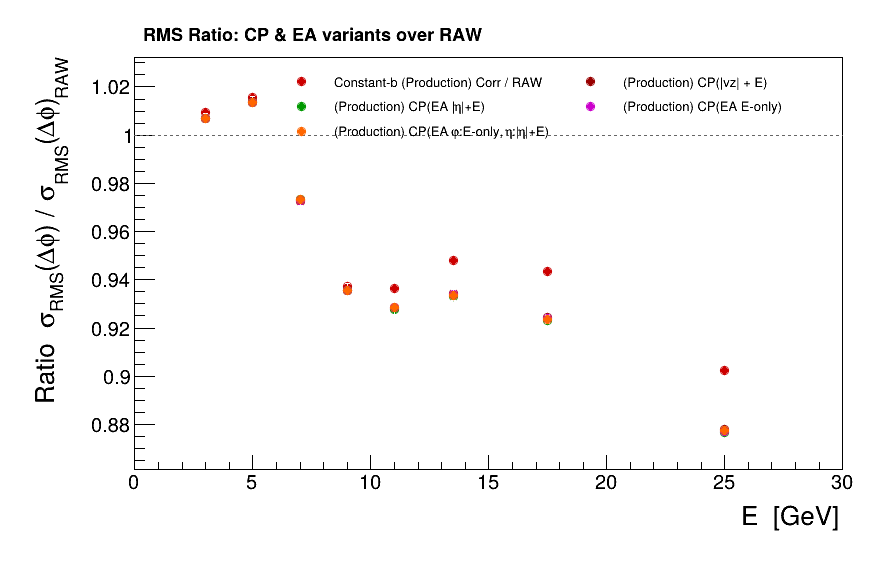 RMS Ratio: CP & EA variants over RAW
Constant-b (Production) Corr / RAW
(Production) CP(|vz| + E)
(Production) CP(EA |η|+E)
(Production) CP(EA E-only)
(Production) CP(EA φ:E-only, η:|η|+E)
Ratio σRMS(Δϕ) / σRMS(Δϕ)RAW
1.02
1
0.98
0.96
0.94
0.92
0.9
0.88
0 5 10 15 20 25 30
E [GeV]